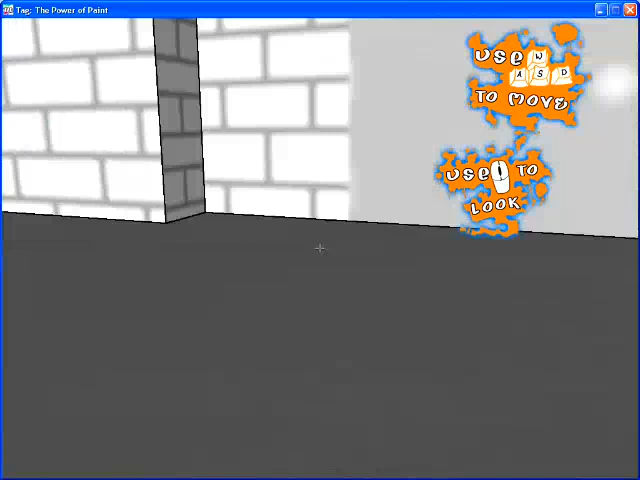 Tag: The Power of Paint
USE W
A S D
TO MOVE
USE TO
LOOK